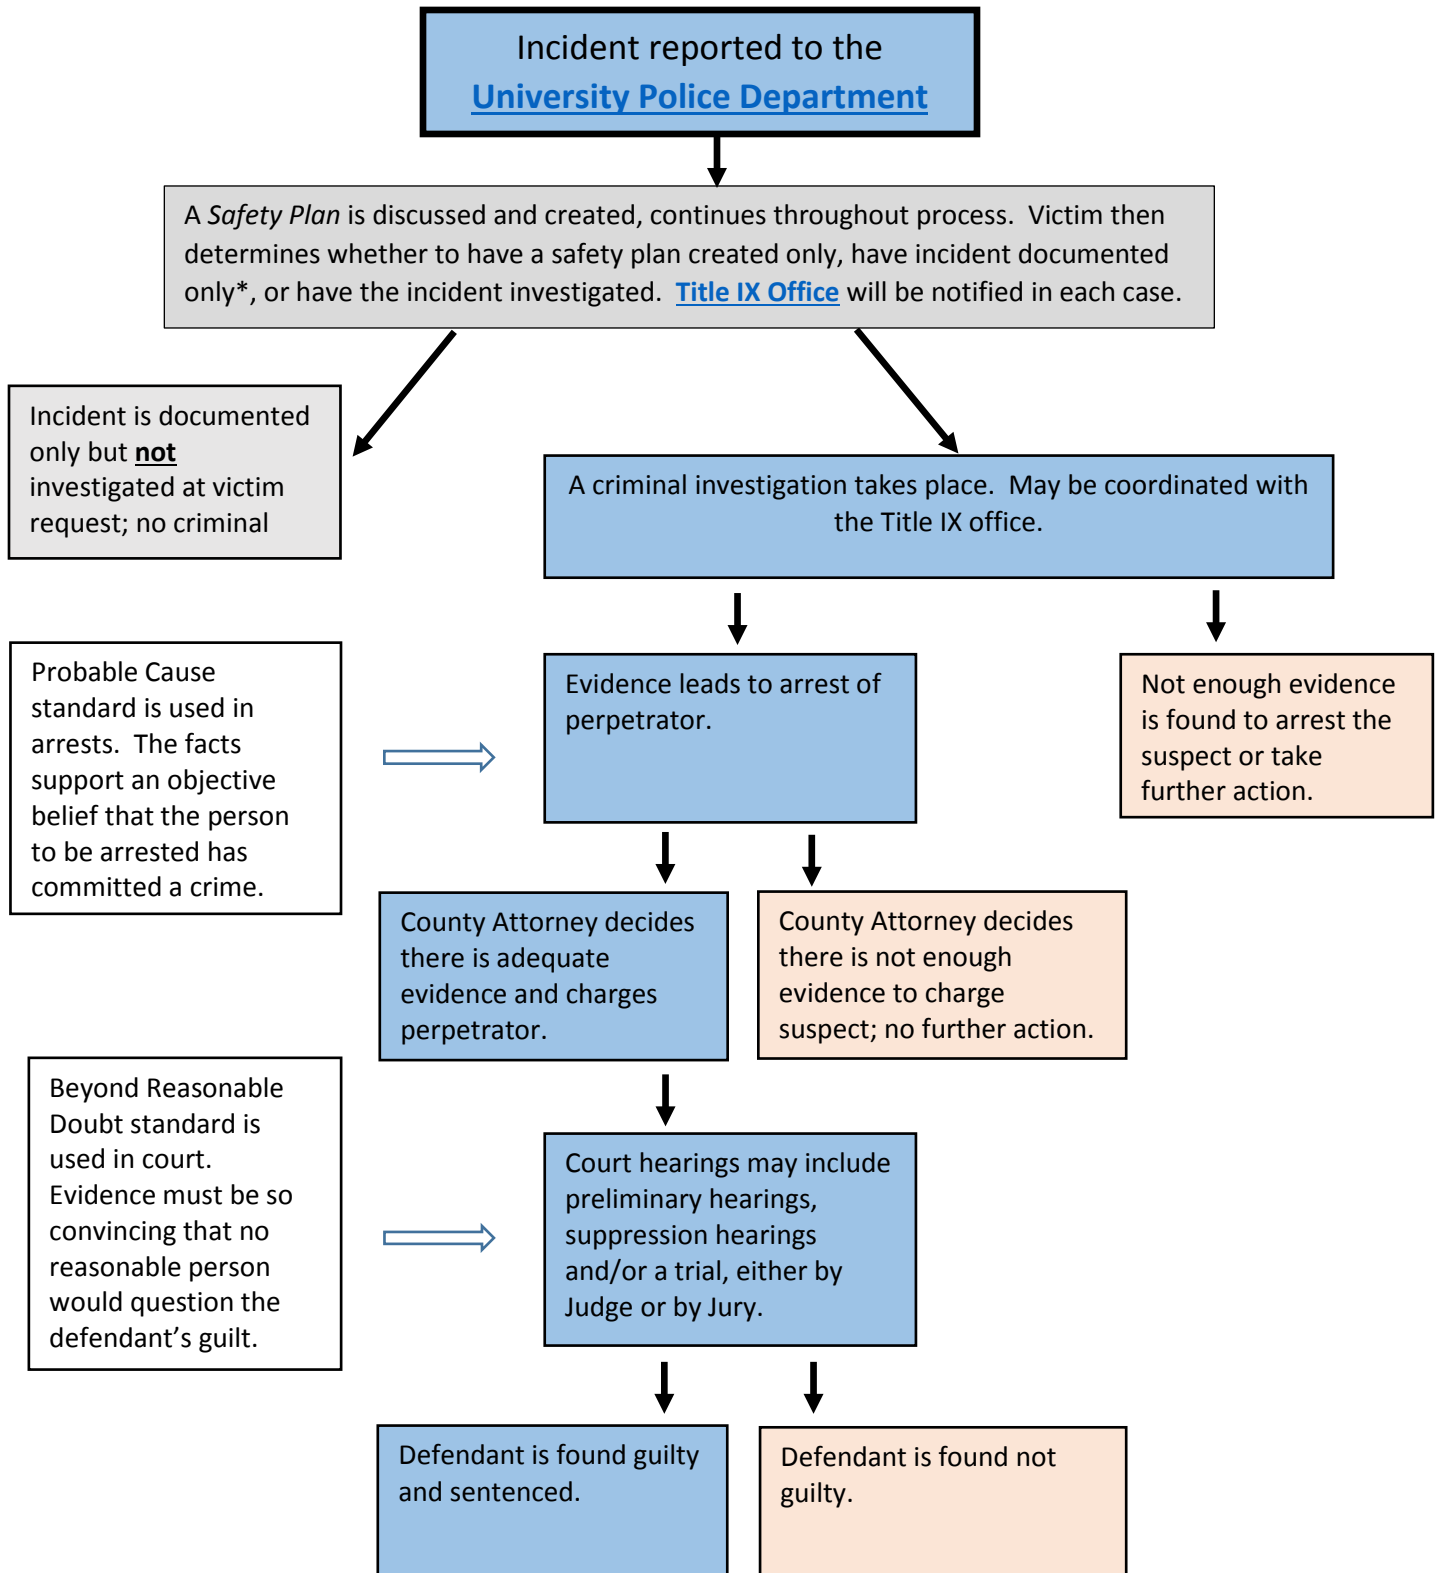 Incident reported to the
University Police Department
A Safety Plan is discussed and created, continues throughout process.  Victim then
determines whether to have a safety plan created only, have incident documented
only*, or have the incident investigated.  Title IX Office will be notified in each case.
Incident is documented
only but not
investigated at victim
request; no criminal
A criminal investigation takes place.  May be coordinated with
the Title IX office.
Probable Cause
standard is used in
arrests.  The facts
support an objective
belief that the person
to be arrested has
committed a crime.
Evidence leads to arrest of
perpetrator.
Not enough evidence
is found to arrest the
suspect or take
further action.
County Attorney decides
there is adequate
evidence and charges
perpetrator.
County Attorney decides
there is not enough
evidence to charge
suspect; no further action.
Beyond Reasonable
Doubt standard is
used in court.
Evidence must be so
convincing that no
reasonable person
would question the
defendant’s guilt.
Court hearings may include
preliminary hearings,
suppression hearings
and/or a trial, either by
Judge or by Jury.
Defendant is found guilty
and sentenced.
Defendant is found not
guilty.